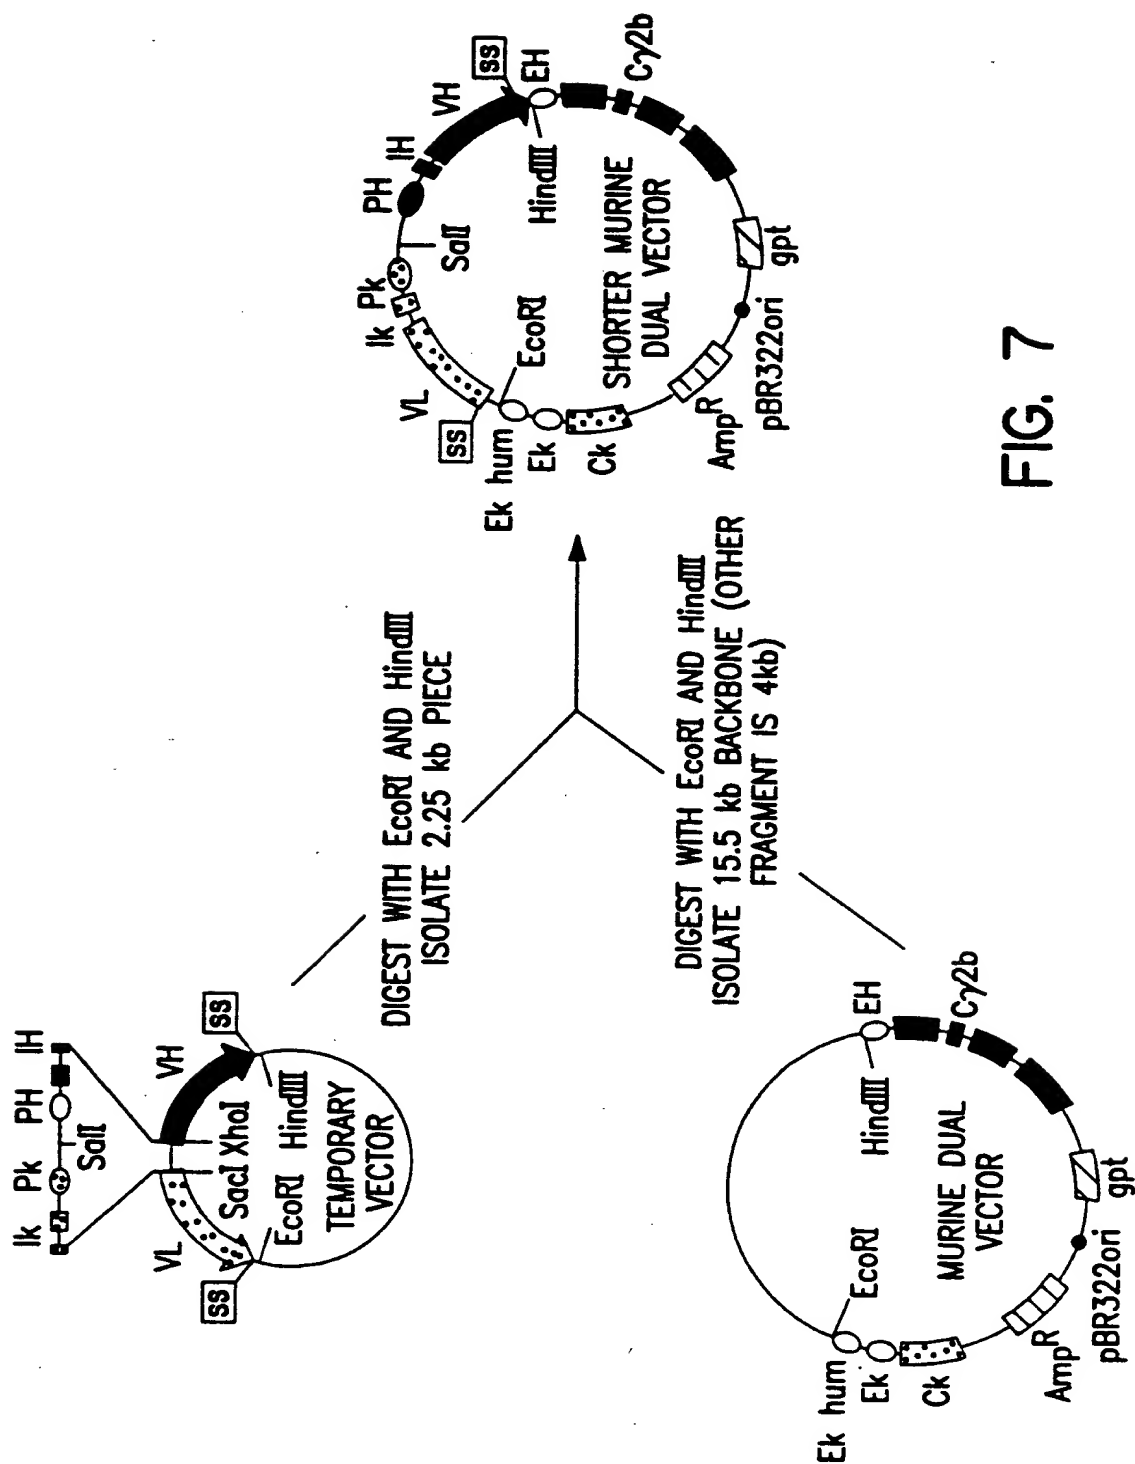 Ik Pk PH IH
SalI
VL VH
ss ss
SacI XhoI
EcoRI HindIII
TEMPORARY
VECTOR
DIGEST WITH EcoRI AND HindIII
ISOLATE 2.25 kb PIECE
Ek hum
Ek
Ck
EcoRI
HindIII
EH
Cγ2b
MURINE DUAL
VECTOR
AmpR
pBR322ori
gpt
DIGEST WITH EcoRI AND HindIII
ISOLATE 15.5 kb BACKBONE (OTHER
FRAGMENT IS 4kb)
Ik Pk PH IH
SalI
VL VH
ss ss
Ek hum
Ek
Ck
EcoRI
HindIII
EH
Cγ2b
SHORTER MURINE
DUAL VECTOR
AmpR
pBR322ori
gpt
FIG. 7